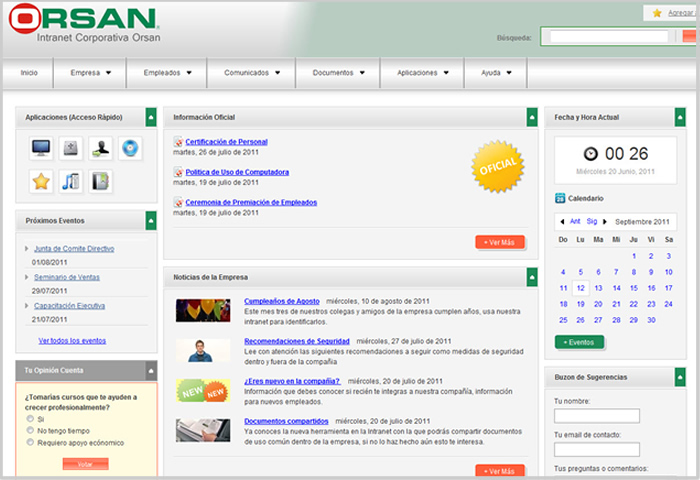 ORSAN
Intranet Corporativa Orsan
Agregar
Búsqueda:
Inicio
Empresa
Empleados
Comunicados
Documentos
Aplicaciones
Ayuda
Aplicaciones (Acceso Rápido)
Próximos Eventos
Junta de Comite Directivo
01/08/2011
Seminario de Ventas
29/07/2011
Capacitación Ejecutiva
21/07/2011
Ver todos los eventos
Tu Opinión Cuenta
¿Tomarías cursos que te ayuden a
crecer profesionalmente?
Si
No tengo tiempo
Requiero apoyo económico
Votar
Información Oficial
Certificación de Personal
martes, 26 de julio de 2011
Política de Uso de Computadora
martes, 19 de julio de 2011
Ceremonia de Premiación de Empleados
martes, 19 de julio de 2011
OFICIAL
+ Ver Más
Noticias de la Empresa
Cumpleaños de Agosto miércoles, 10 de agosto de 2011
Este mes tres de nuestros colegas y amigos de la empresa cumplen años, usa nuestra
intranet para identificarlos.
Recomendaciones de Seguridad miércoles, 27 de julio de 2011
Lee con atención las siguientes recomendaciones a seguir como medidas de seguridad
dentro y fuera de la compañía
NEW NEW
¿Eres nuevo en la compañía? miércoles, 20 de julio de 2011
Información que debes conocer si recién te integras a nuestra compañía, información
para nuevos empleados.
Documentos compartidos miércoles, 20 de julio de 2011
Ya conoces la nueva herramienta en la Intranet con la que podrás compartir documentos
de uso común dentro de la empresa, si no lo haz hecho aún esto te interesa.
+ Ver Más
Fecha y Hora Actual
00 26
Miércoles 20 Junio, 2011
Calendario
Ant Sig Septiembre 2011
Do Lu Ma Mi Ju Vi Sa
1 2 3
4 5 6 7 8 9 10
11 12 13 14 15 16 17
18 19 20 21 22 23 24
25 26 27 28 29 30
+ Eventos
Buzon de Sugerencias
Tu nombre:
Tu email de contacto:
Tus preguntas o comentarios: